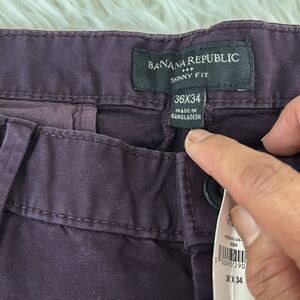 BANANA REPUBLIC
SKINNY FIT
36X34
MADE IN
BANGLADESH
36 X 34